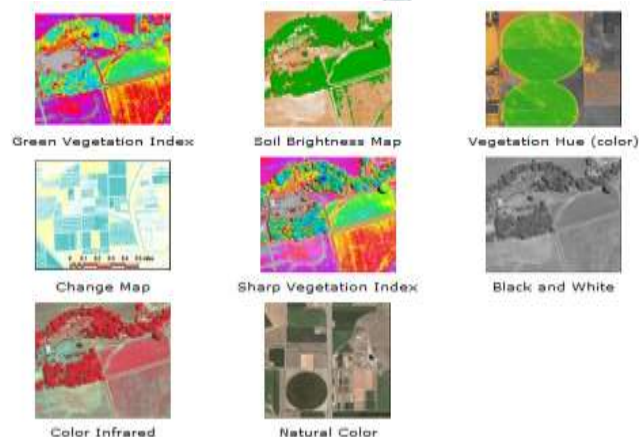 Green Vegetation Index
Soil Brightness Map
Vegetation Hue (color)
Change Map
Sharp Vegetation Index
Black and White
Color Infrared
Natural Color